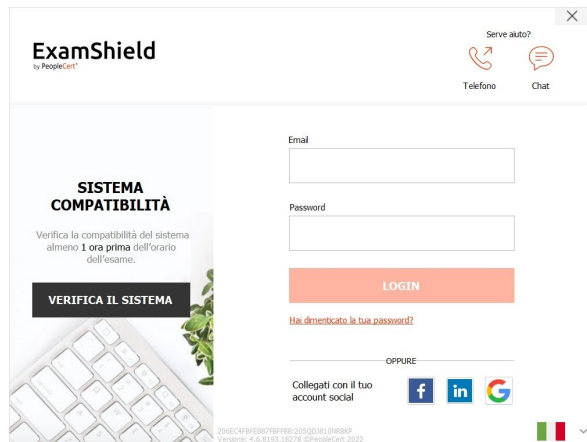 Serve aiuto?
ExamShield
by PeopleCert
Telefono
Chat
SISTEMA
COMPATIBILITÀ
Verifica la compatibilità del sistema
almeno 1 ora prima dell'orario
dell'esame.
VERIFICA IL SISTEMA
Email
Password
LOGIN
Hai dimenticato la tua password?
OPPURE
Collegati con il tuo
account social
f
in
G
Versione: 4.6.8193.18278 ©PeopleCert 2022